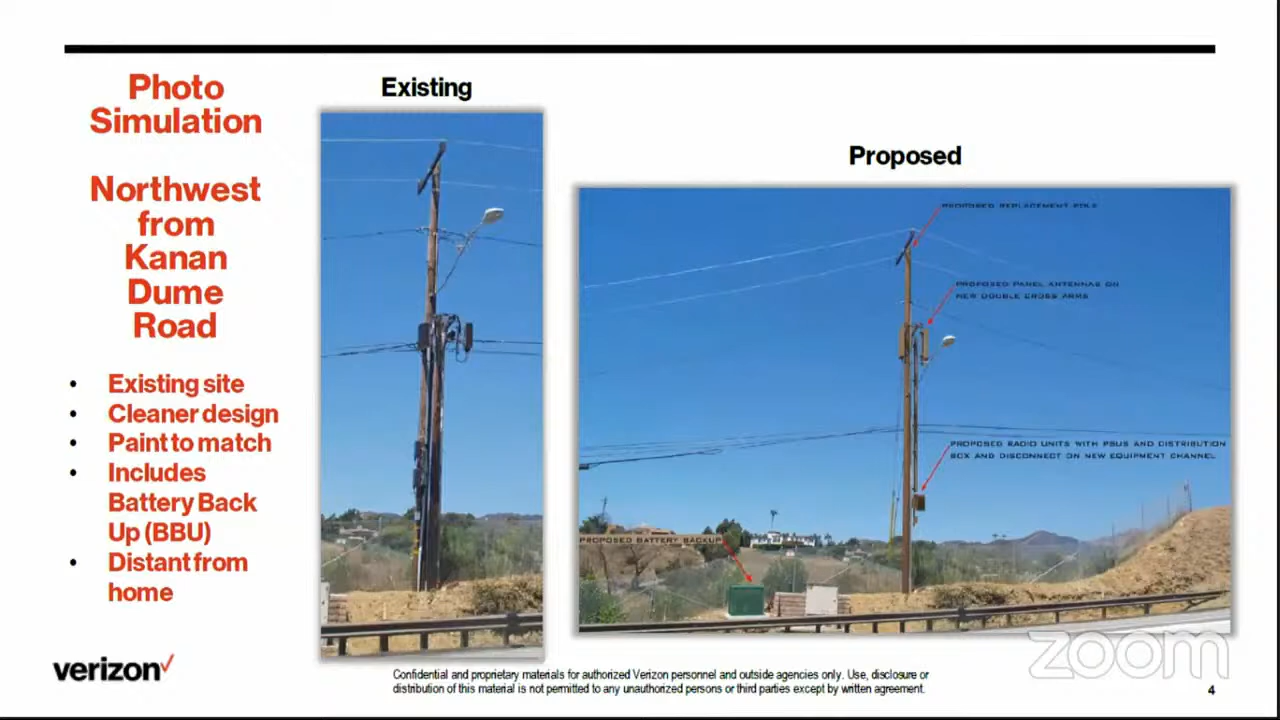 Photo
Simulation
Northwest
from
Kanan
Dume
Road
• Existing site
• Cleaner design
• Paint to match
• Includes
Battery Back
Up (BBU)
• Distant from
home
Existing
Proposed
PROPOSED REPLACEMENT POLE
PROPOSED PANEL ANTENNAS ON
NEW DOUBLE CROSS ARMS
PROPOSED RADIO UNITS WITH PSUS AND DISTRIBUTION
BOX AND DISCONNECT ON NEW EQUIPMENT CHANNEL
PROPOSED BATTERY BACKUP
zoom
verizon
Confidential and proprietary materials for authorized Verizon personnel and outside agencies only. Use, disclosure or
distribution of this material is not permitted to any unauthorized persons or third parties except by written agreement.
4